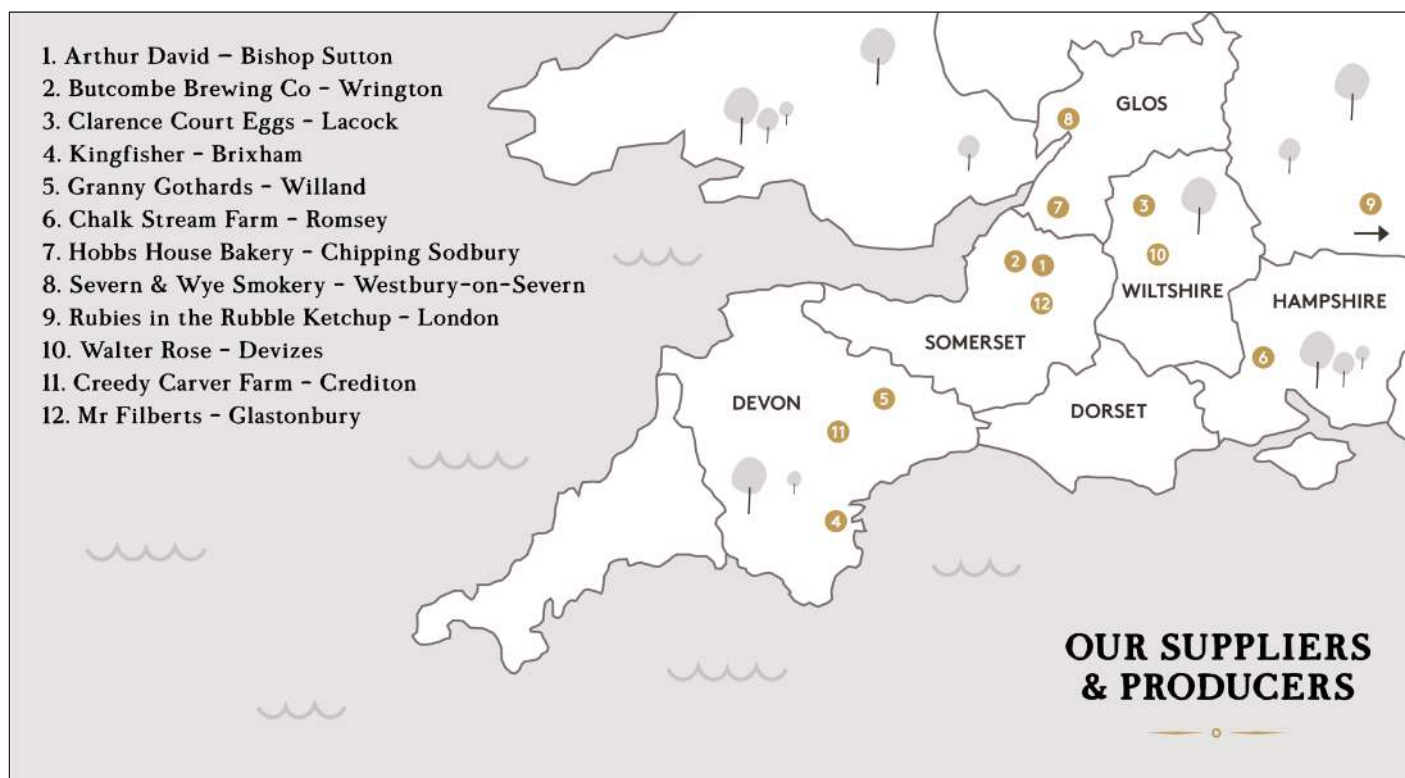 1. Arthur David – Bishop Sutton
2. Butcombe Brewing Co - Wrington
3. Clarence Court Eggs - Lacock
4. Kingfisher - Brixham
5. Granny Gothards - Willand
6. Chalk Stream Farm - Romsey
7. Hobbs House Bakery - Chipping Sodbury
8. Severn & Wye Smokery - Westbury-on-Severn
9. Rubies in the Rubble Ketchup - London
10. Walter Rose - Devizes
11. Creedy Carver Farm - Crediton
12. Mr Filberts - Glastonbury
GLOS
8
7
3
9
2
1
10
12
WILTSHIRE
HAMPSHIRE
SOMERSET
6
DEVON
5
DORSET
11
4
OUR SUPPLIERS
& PRODUCERS